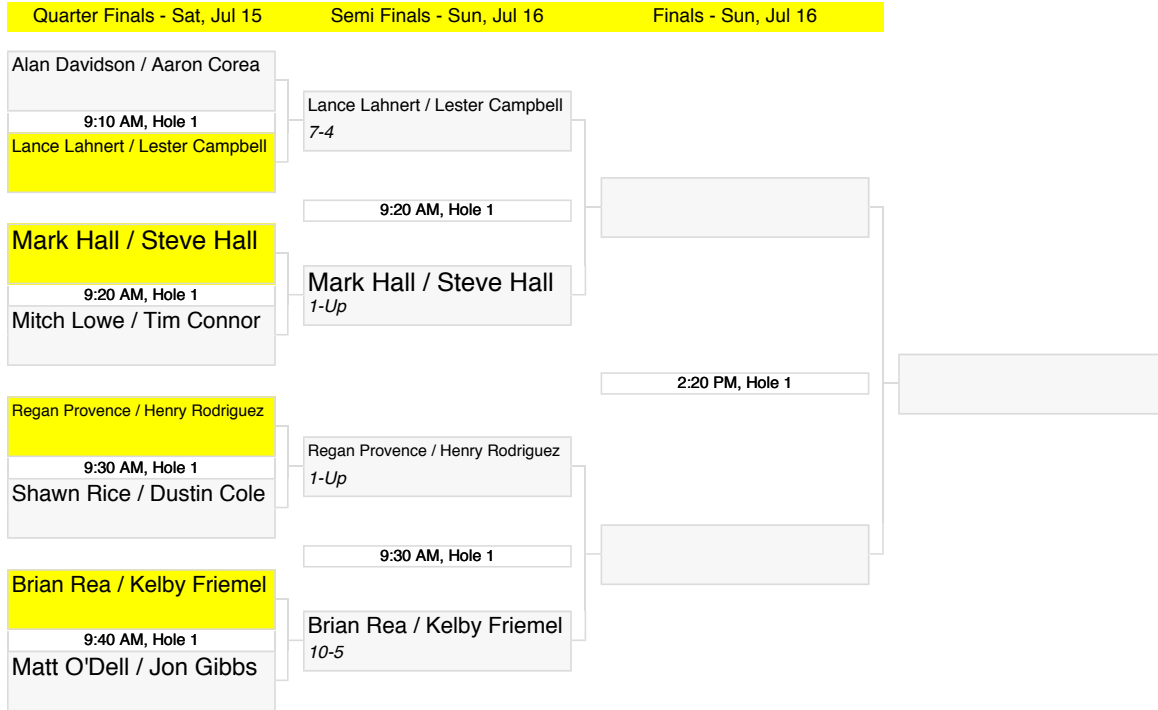 Quarter Finals - Sat, Jul 15
Semi Finals - Sun, Jul 16
Finals - Sun, Jul 16
Alan Davidson / Aaron Corea
9:10 AM, Hole 1
Lance Lahnert / Lester Campbell
Mark Hall / Steve Hall
9:20 AM, Hole 1
Mitch Lowe / Tim Connor
Regan Provence / Henry Rodriguez
9:30 AM, Hole 1
Shawn Rice / Dustin Cole
Brian Rea / Kelby Friemel
9:40 AM, Hole 1
Matt O'Dell / Jon Gibbs
Lance Lahnert / Lester Campbell
7-4
9:20 AM, Hole 1
Mark Hall / Steve Hall
1-Up
Regan Provence / Henry Rodriguez
1-Up
9:30 AM, Hole 1
Brian Rea / Kelby Friemel
10-5
2:20 PM, Hole 1